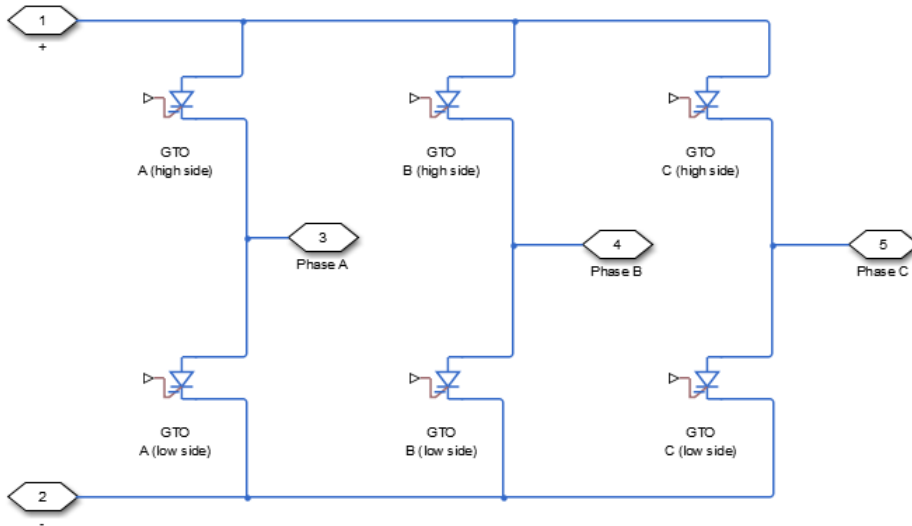 1
+
GTO
A (high side)
GTO
B (high side)
GTO
C (high side)
3
Phase A
4
Phase B
5
Phase C
GTO
A (low side)
GTO
B (low side)
GTO
C (low side)
2
-